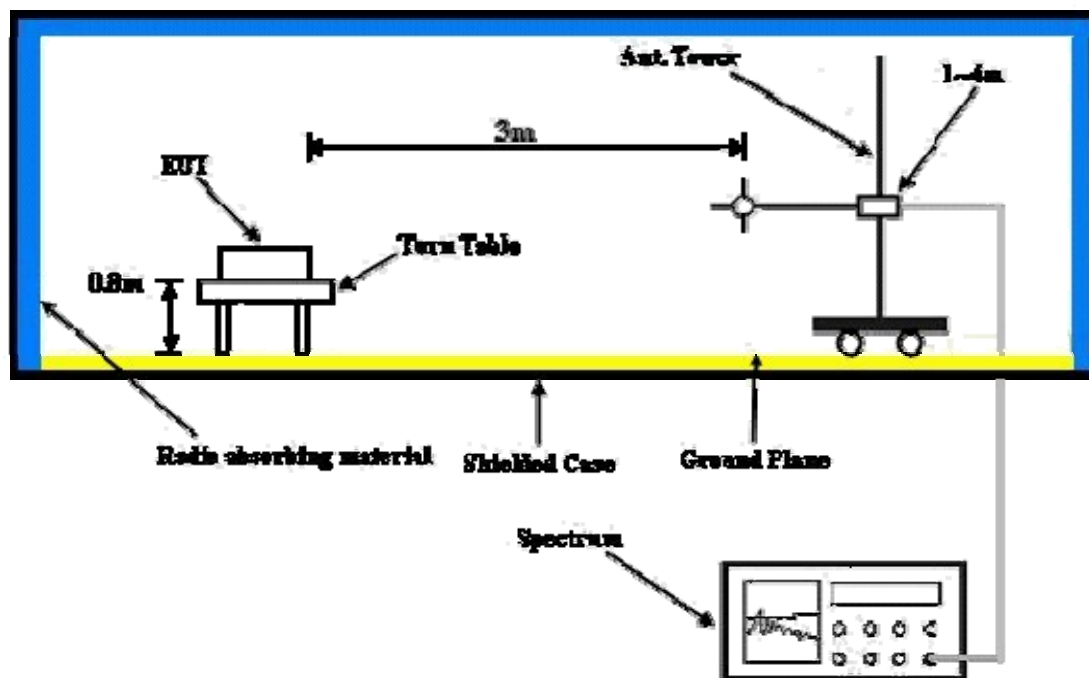 Ant. Tower
1~4m
3m
EUT
Turn Table
0.8m
Radio absorbing material
Shielded Case
Ground Plane
Spectrum